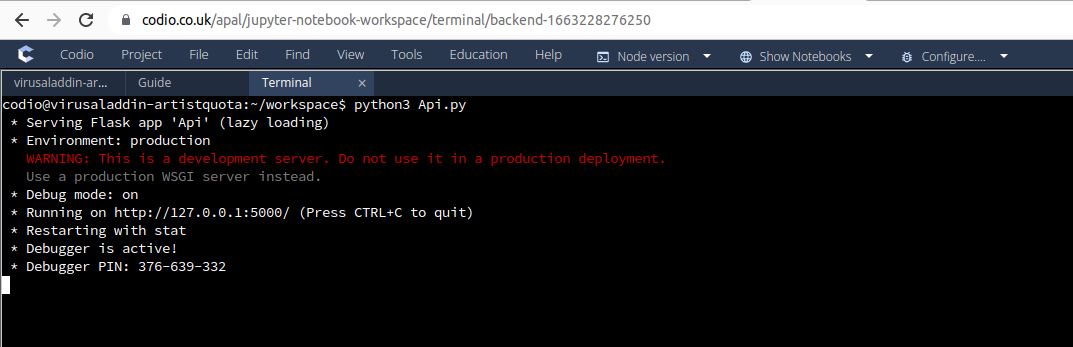 codio.co.uk/apal/jupyter-notebook-workspace/terminal/backend-1663228276250
Codio Project File Edit Find View Tools Education Help Node version Show Notebooks Configure....
virusaladdin-ar... Guide Terminal ×
codio@virusaladdin-artistquota:~/workspace$ python3 Api.py
* Serving Flask app 'Api' (lazy loading)
* Environment: production
WARNING: This is a development server. Do not use it in a production deployment.
Use a production WSGI server instead.
* Debug mode: on
* Running on http://127.0.0.1:5000/ (Press CTRL+C to quit)
* Restarting with stat
* Debugger is active!
* Debugger PIN: 376-639-332